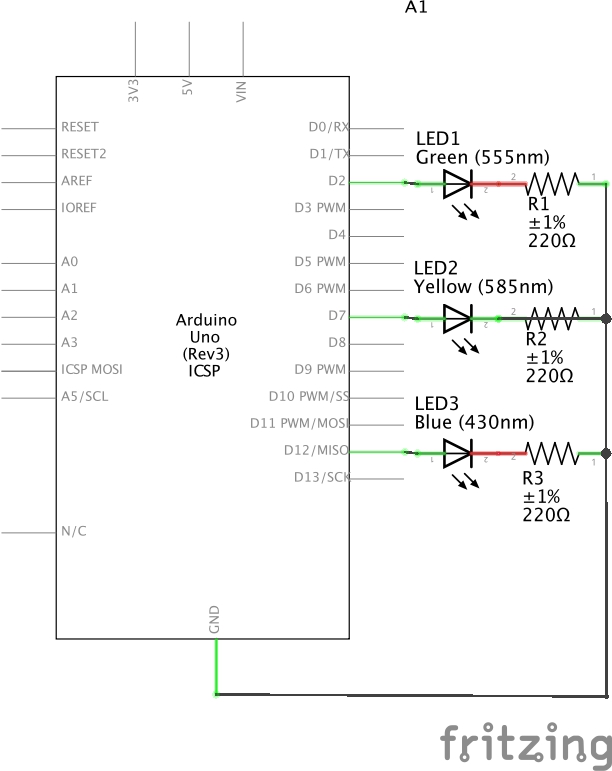 A1
3V3
5V
VIN
RESET
RESET2
AREF
IOREF
A0
A1
A2
A3
ICSP MOSI
A5/SCL
N/C
Arduino
Uno
(Rev3)
ICSP
D0/RX
D1/TX
D2
D3 PWM
D4
D5 PWM
D6 PWM
D7
D8
D9 PWM
D10 PWM/SS
D11 PWM/MOSI
D12/MISO
D13/SCK
GND
LED1
Green (555nm)
1 2 2 1
R1
±1%
220Ω
LED2
Yellow (585nm)
1 2 2 1
R2
±1%
220Ω
LED3
Blue (430nm)
1 2 2 1
R3
±1%
220Ω
fritzing